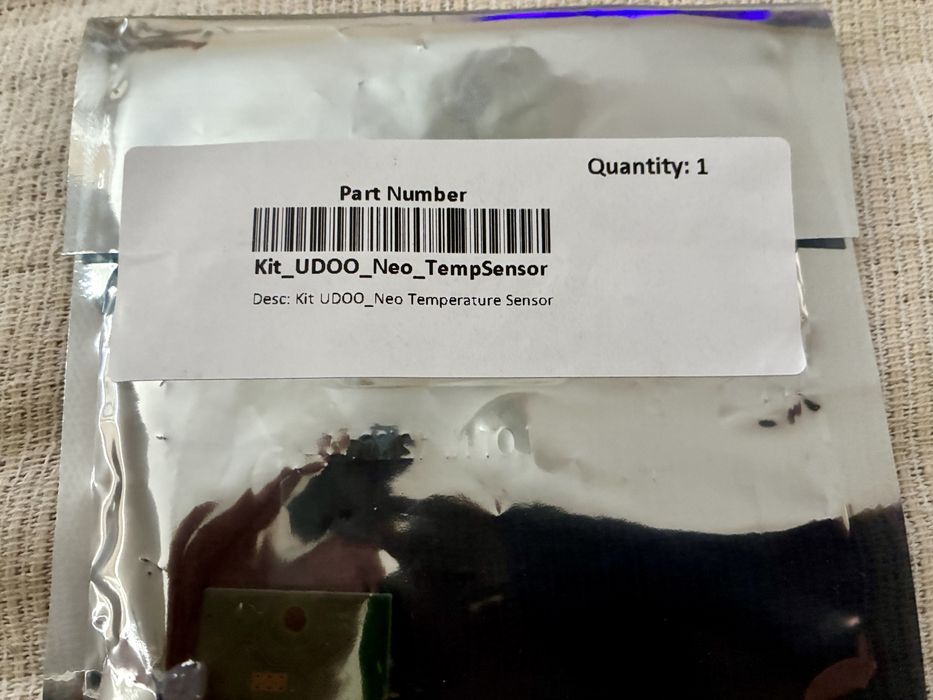 Quantity: 1
Part Number
Kit_UDOO_Neo_TempSensor
Desc: Kit UDOO_Neo Temperature Sensor